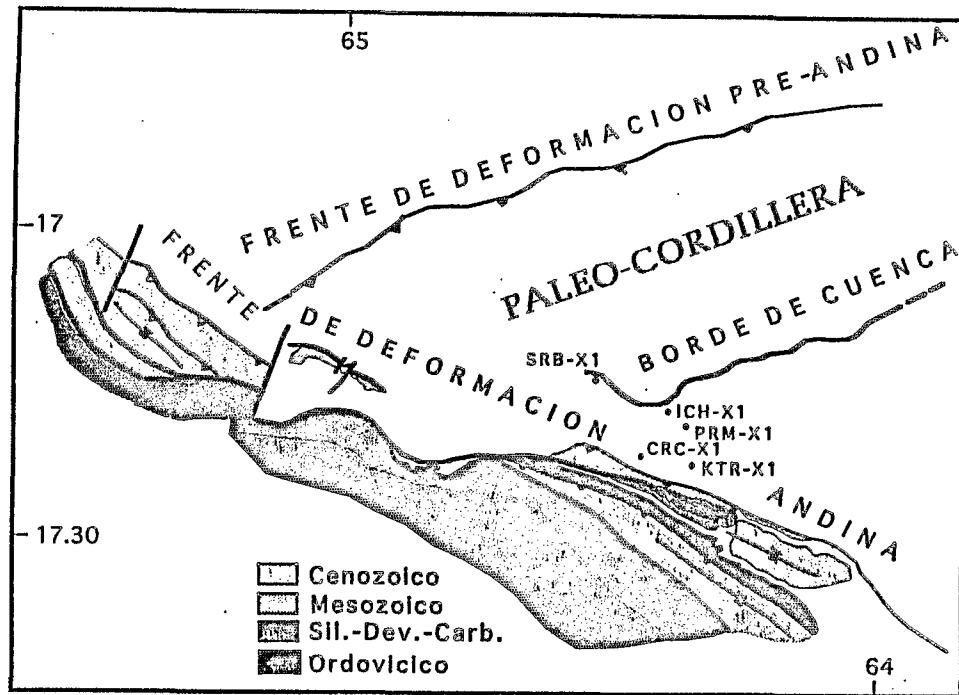 65
FRENTE DE DEFORMACION PRE-ANDINA
17
FRENTE DE DEFORMACION ANDINA
PALEO-CORDILLERA
BORDE DE CUENCA
SRB-X1
ICH-X1
PRM-X1
CRC-X1
KTR-X1
17.30
Cenozoico
Mesozoico
Sil.-Dev.-Carb.
Ordovicico
64